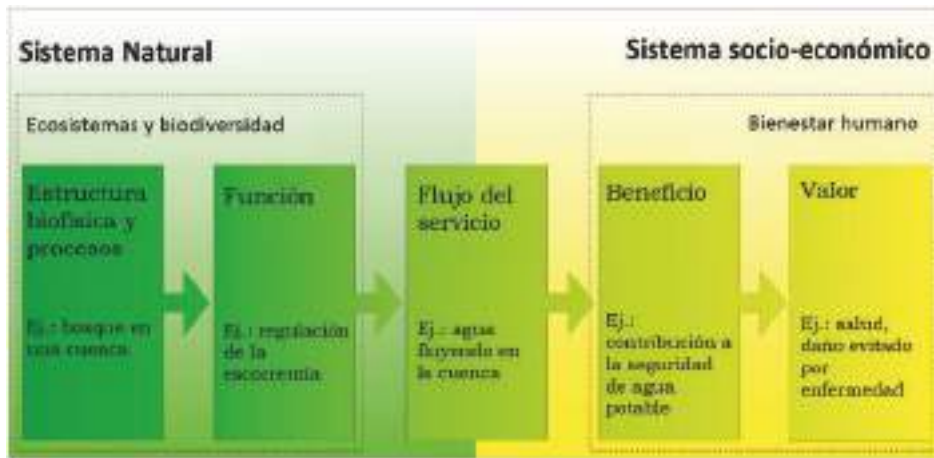 Sistema Natural
Sistema socio-económico
Ecosistemas y biodiversidad
Bienestar humano
Estructura
biofísica y
procesos
Ej.: bosque en
una cuenca
Función
Ej.: regulación
de la
escorrentía
Flujo del
servicio
Ej.: agua
fluyendo en
la cuenca
Beneficio
Ej.:
contribución a
la seguridad
de agua
potable
Valor
Ej.: salud,
daño evitado
por
enfermedad